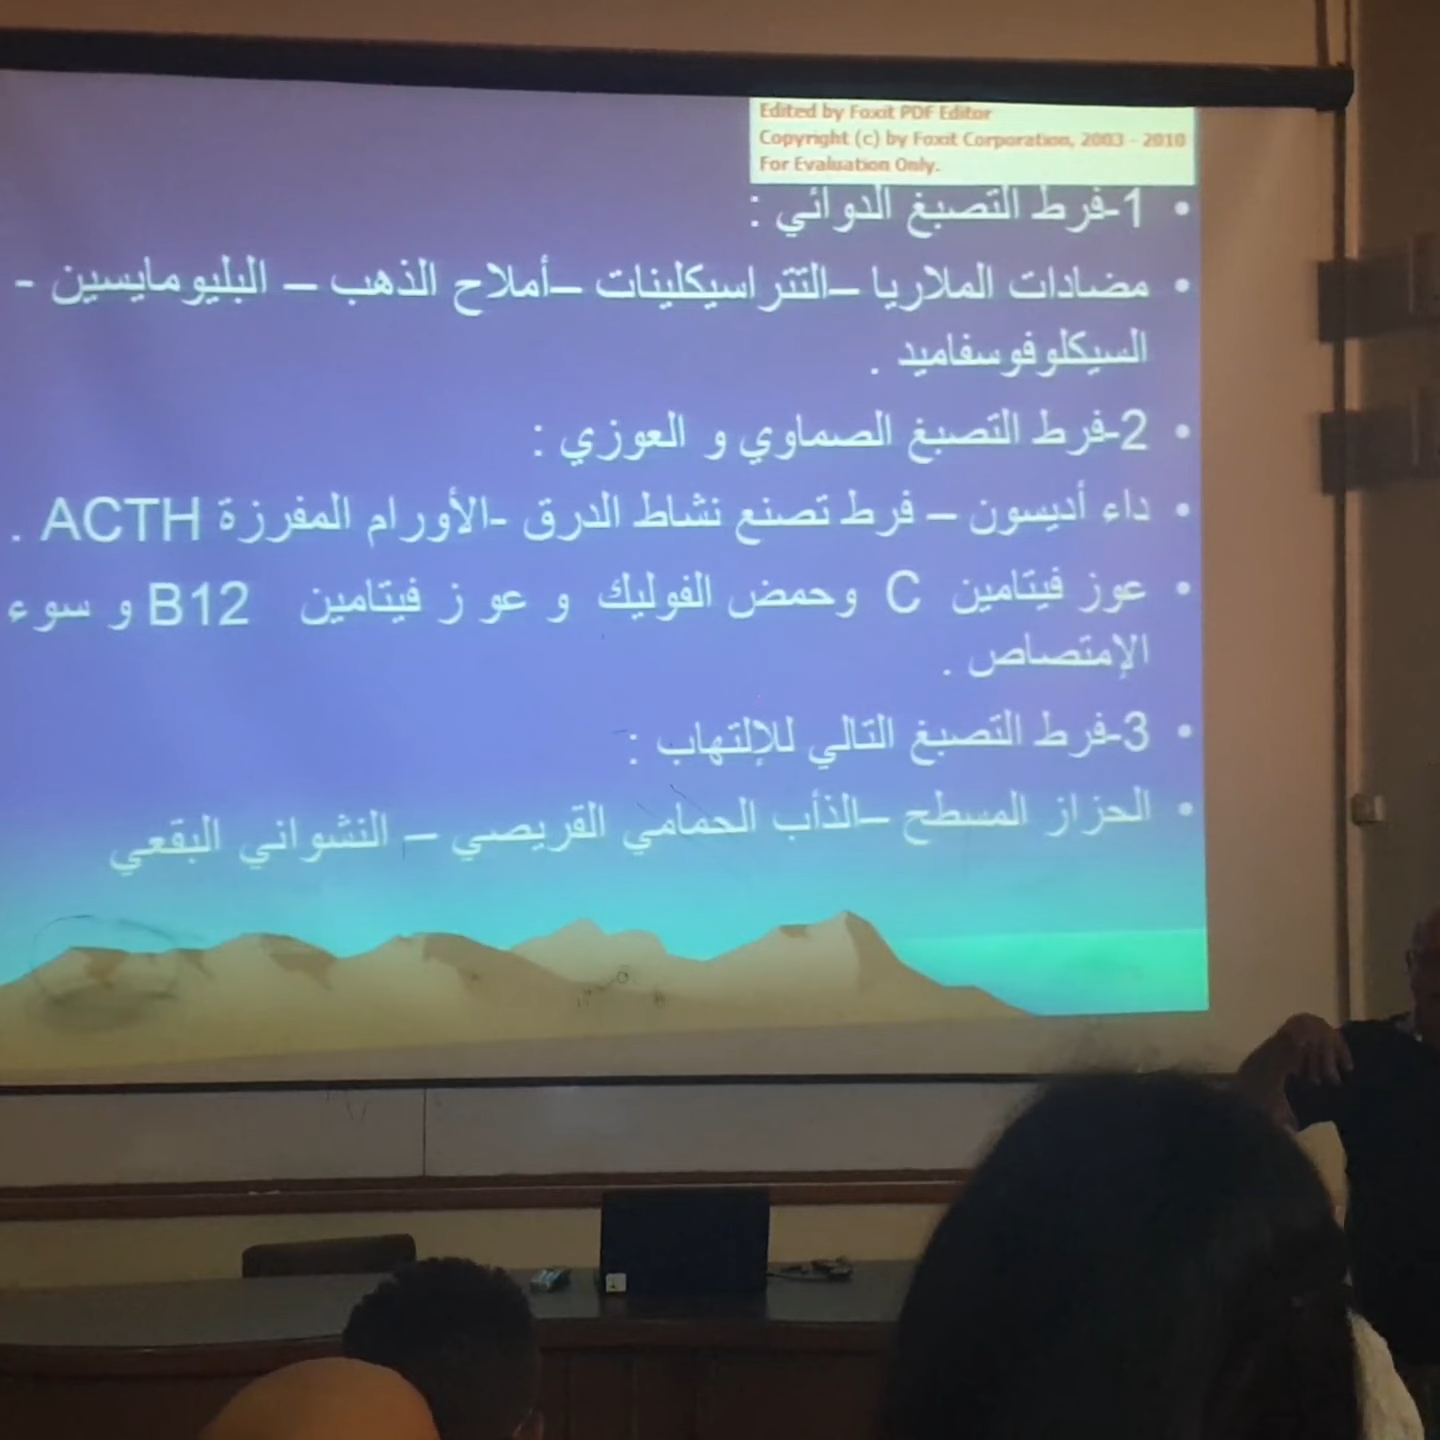 Edited by Foxit PDF Editor
Copyright (c) by Foxit Corporation, 2003 - 2010
For Evaluation Only.
• 1-فرط التصبغ الدوائي :
• مضادات الملاريا –التتراسيكلينات –أملاح الذهب – البليومايسين -
السيكلوفوسفاميد .
• 2-فرط التصبغ الصماوي و العوزي :
• داء أديسون – فرط تصنع نشاط الدرق -الأورام المفرزة ACTH .
• عوز فيتامين C وحمض الفوليك و عو ز فيتامين B12 و سوء
الإمتصاص .
• 3-فرط التصبغ التالي للإلتهاب :
• الحزاز المسطح –الذأب الحمامي القريصي – النشواني البقعي